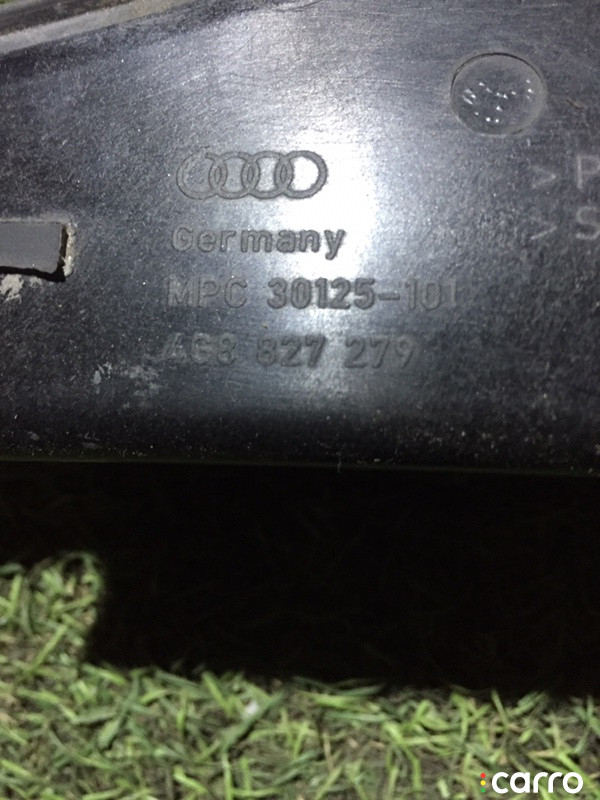 >P
Germany
>S
MPC 30125-101
4G8 827 279
carro